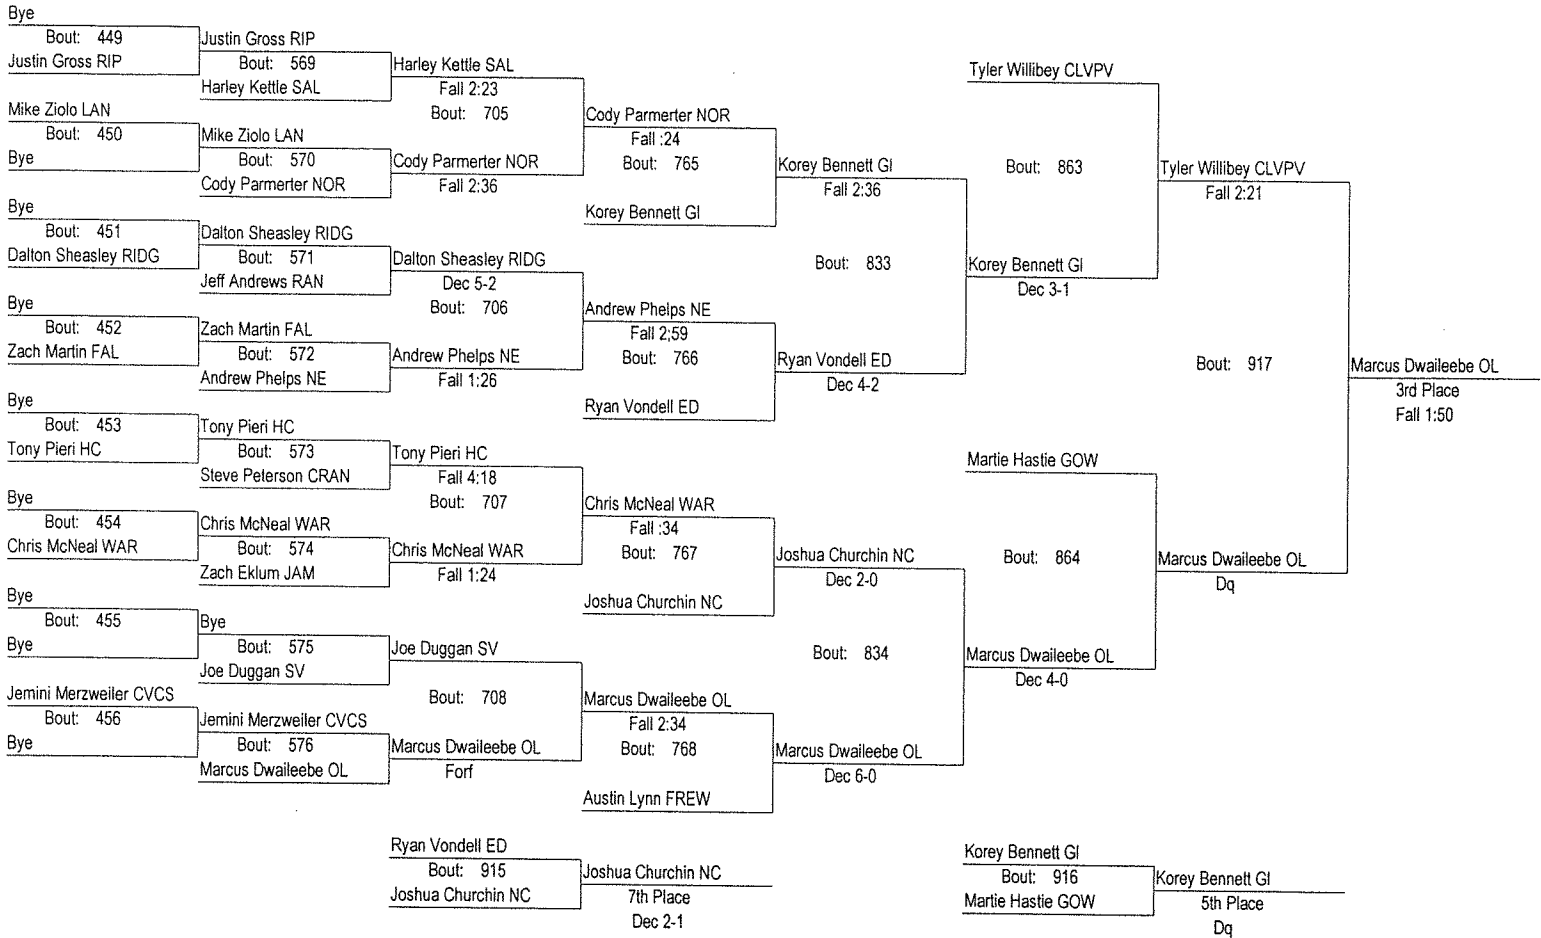 Bye
Bout: 449
Justin Gross RIP
Mike Ziolo LAN
Bout: 450
Bye
Bye
Bout: 451
Dalton Sheasley RIDG
Bye
Bout: 452
Zach Martin FAL
Bye
Bout: 453
Tony Pieri HC
Bye
Bout: 454
Chris McNeal WAR
Bye
Bout: 455
Bye
Jemini Merzweiler CVCS
Bout: 456
Bye
Justin Gross RIP
Bout: 569
Harley Kettle SAL
Mike Ziolo LAN
Bout: 570
Cody Parmerter NOR
Dalton Sheasley RIDG
Bout: 571
Jeff Andrews RAN
Zach Martin FAL
Bout: 572
Andrew Phelps NE
Tony Pieri HC
Bout: 573
Steve Peterson CRAN
Chris McNeal WAR
Bout: 574
Zach Eklum JAM
Bye
Bout: 575
Joe Duggan SV
Jemini Merzweiler CVCS
Bout: 576
Marcus Dwaileebe OL
Harley Kettle SAL
Fall 2:23
Bout: 705
Cody Parmerter NOR
Fall 2:36
Dalton Sheasley RIDG
Dec 5-2
Bout: 706
Andrew Phelps NE
Fall 1:26
Tony Pieri HC
Fall 4:18
Bout: 707
Chris McNeal WAR
Fall 1:24
Joe Duggan SV
Bout: 708
Marcus Dwaileebe OL
Forf
Cody Parmerter NOR
Fall :24
Bout: 765
Korey Bennett GI
Andrew Phelps NE
Fall 2;59
Bout: 766
Ryan Vondell ED
Chris McNeal WAR
Fall :34
Bout: 767
Joshua Churchin NC
Marcus Dwaileebe OL
Fall 2:34
Bout: 768
Austin Lynn FREW
Korey Bennett GI
Fall 2:36
Bout: 833
Ryan Vondell ED
Dec 4-2
Joshua Churchin NC
Dec 2-0
Bout: 834
Marcus Dwaileebe OL
Dec 6-0
Tyler Willibey CLVPV
Bout: 863
Korey Bennett GI
Dec 3-1
Martie Hastie GOW
Bout: 864
Marcus Dwaileebe OL
Dec 4-0
Tyler Willibey CLVPV
Fall 2:21
Bout: 917
Marcus Dwaileebe OL
Dq
Marcus Dwaileebe OL
3rd Place
Fall 1:50
Ryan Vondell ED
Bout: 915
Joshua Churchin NC
Joshua Churchin NC
7th Place
Dec 2-1
Korey Bennett GI
Bout: 916
Martie Hastie GOW
Korey Bennett GI
5th Place
Dq